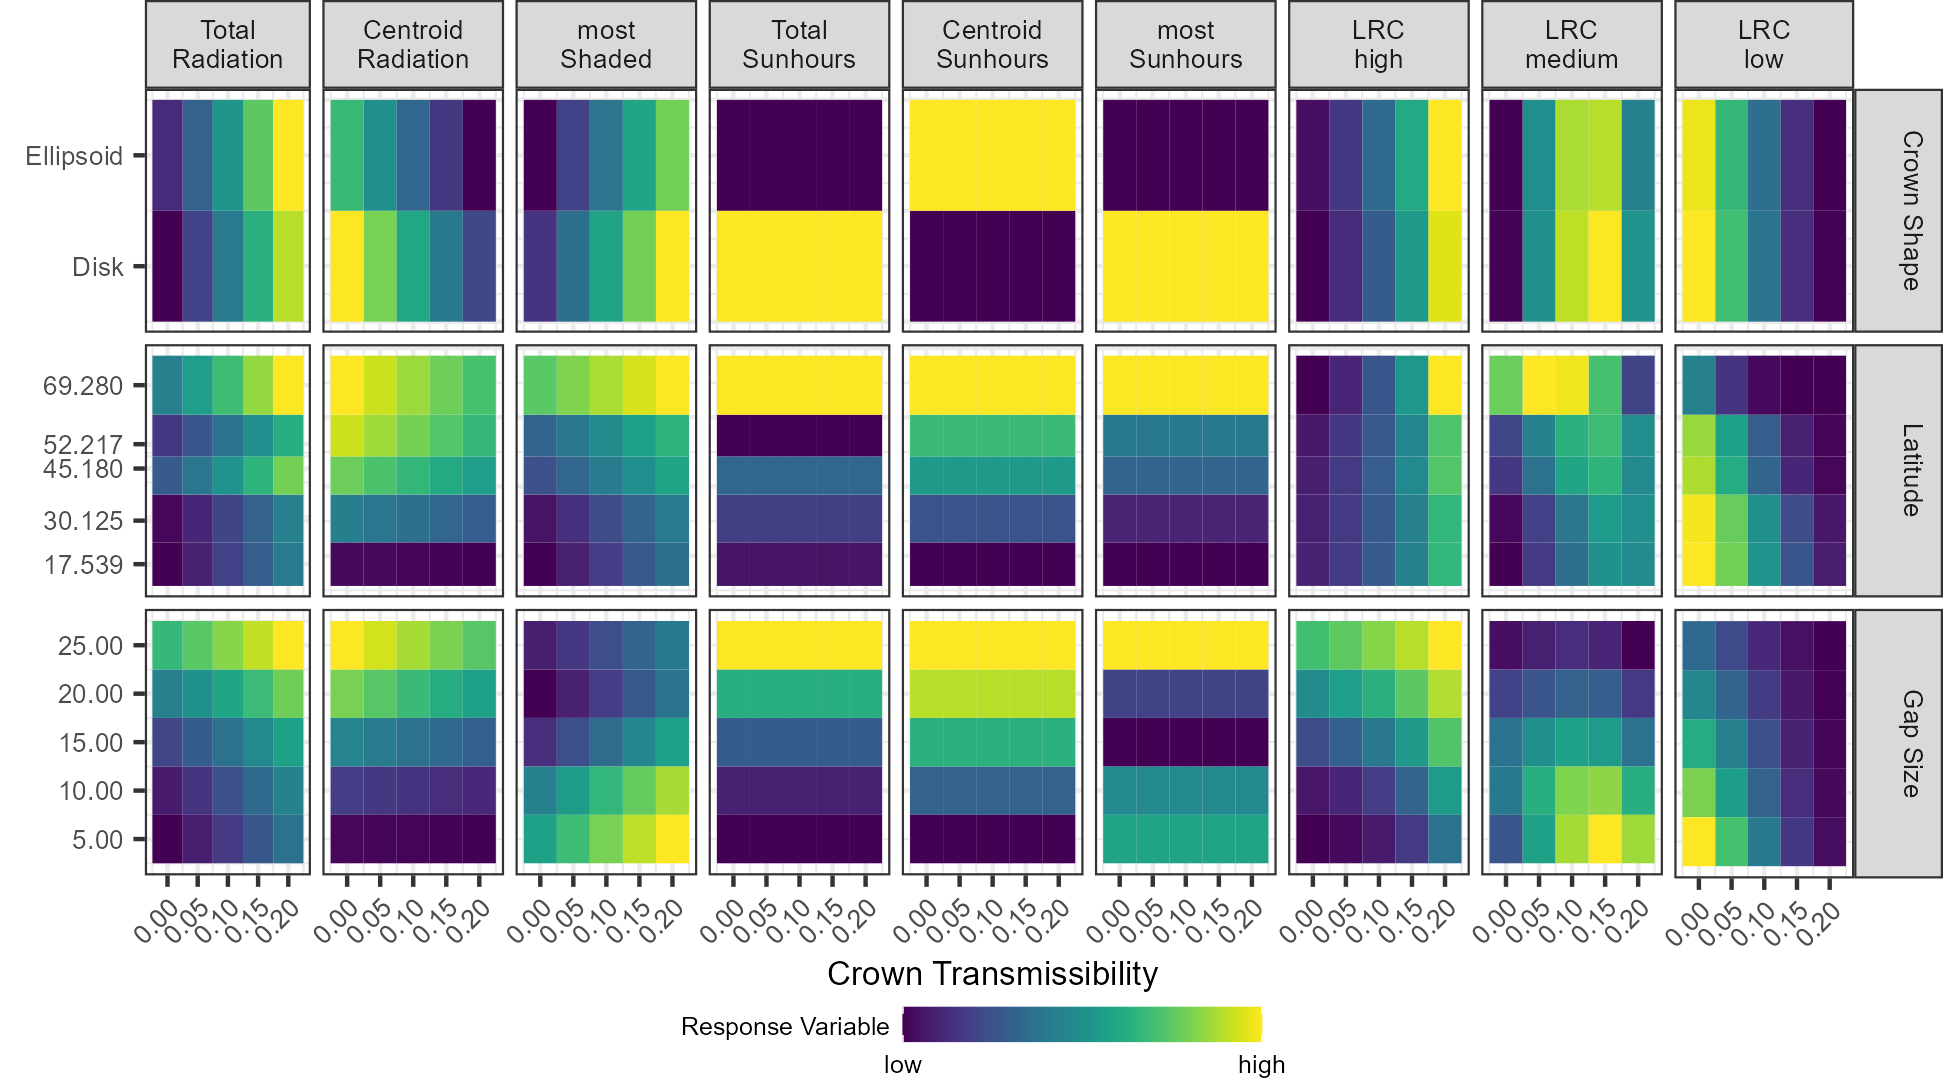 Total
Radiation
Centroid
Radiation
most
Shaded
Total
Sunhours
Centroid
Sunhours
most
Sunhours
LRC
high
LRC
medium
LRC
low
Ellipsoid
Disk
Crown Shape
69.280
52.217
45.180
30.125
17.539
Latitude
25.00
20.00
15.00
10.00
5.00
Gap Size
0.00 0.05 0.10 0.15 0.20
0.00 0.05 0.10 0.15 0.20
0.00 0.05 0.10 0.15 0.20
0.00 0.05 0.10 0.15 0.20
0.00 0.05 0.10 0.15 0.20
0.00 0.05 0.10 0.15 0.20
0.00 0.05 0.10 0.15 0.20
0.00 0.05 0.10 0.15 0.20
0.00 0.05 0.10 0.15 0.20
Crown Transmissibility
Response Variable
low high